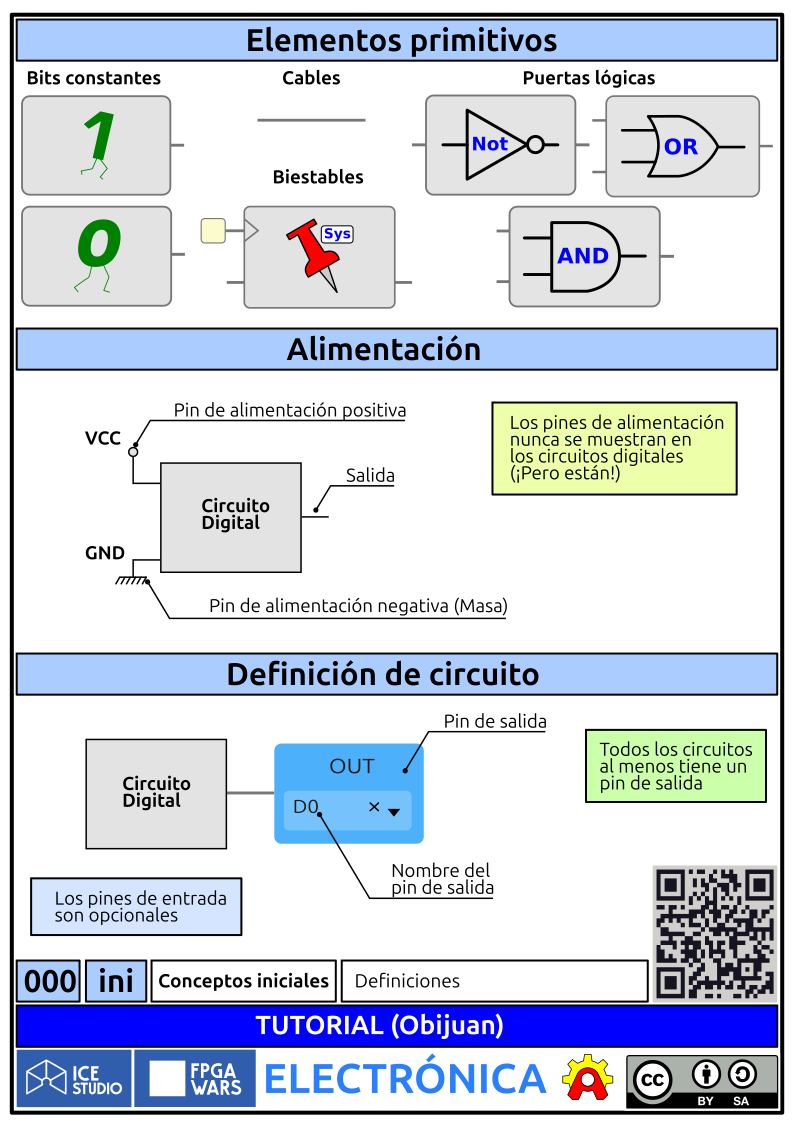 Elementos primitivos
Bits constantes
Cables
Puertas lógicas
1
Not
OR
Biestables
0
Sys
AND
Alimentación
Pin de alimentación positiva
VCC
Los pines de alimentación
nunca se muestran en
los circuitos digitales
(¡Pero están!)
Salida
Circuito
Digital
GND
Pin de alimentación negativa (Masa)
Definición de circuito
Pin de salida
OUT
D0
Circuito
Digital
Todos los circuitos
al menos tiene un
pin de salida
Nombre del
pin de salida
Los pines de entrada
son opcionales
000 ini Conceptos iniciales Definiciones
TUTORIAL (Obijuan)
ICE
STUDIO
FPGA
WARS
ELECTRÓNICA
cc
BY SA